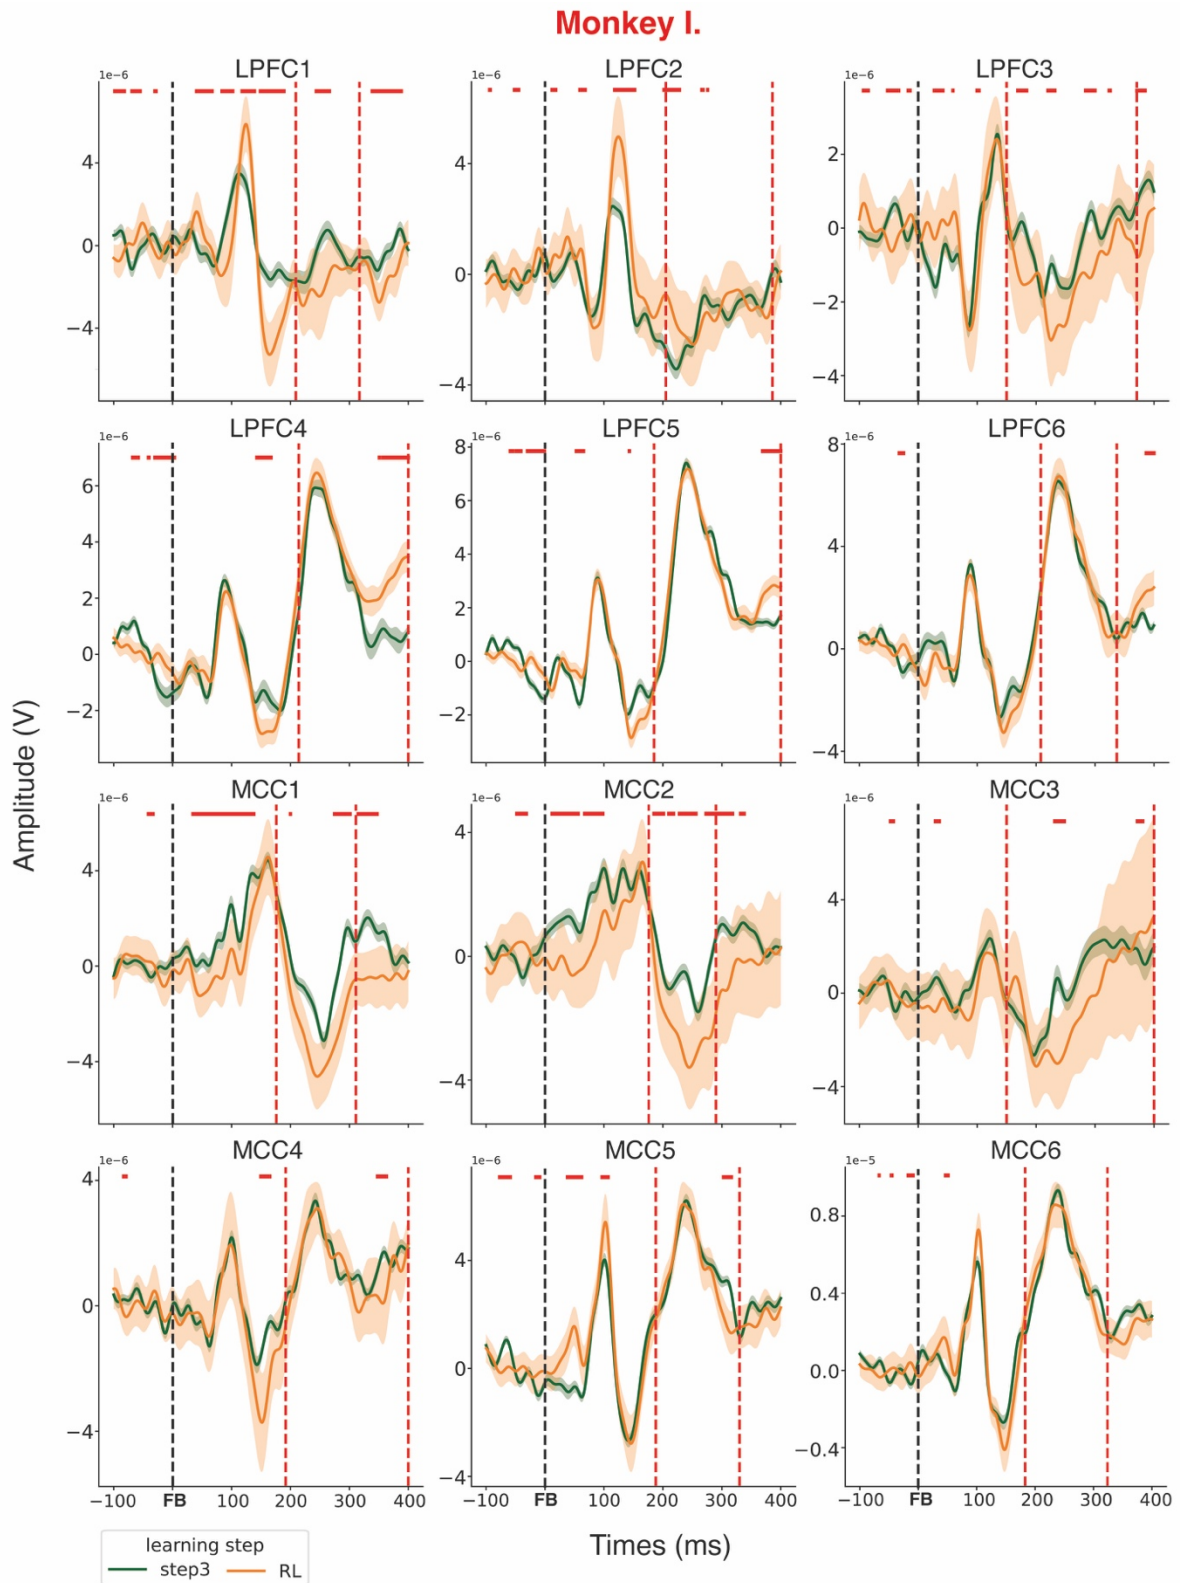 Monkey I.
LPFC1
LPFC2
LPFC3
1e−6
1e−6
1e−6
4
0
−4
4
0
−4
2
0
−2
−4
LPFC4
LPFC5
LPFC6
1e−6
1e−6
1e−6
6
4
2
0
−2
8
6
4
2
0
−2
8
4
0
−4
MCC1
MCC2
MCC3
1e−6
1e−6
1e−6
4
0
−4
4
0
−4
4
0
−4
MCC4
MCC5
MCC6
1e−6
1e−6
1e−5
4
0
−4
4
0
−4
0.8
0.4
0.0
−0.4
−100 FB 100 200 300 400
−100 FB 100 200 300 400
−100 FB 100 200 300 400
Amplitude (V)
Times (ms)
learning step
step3 RL